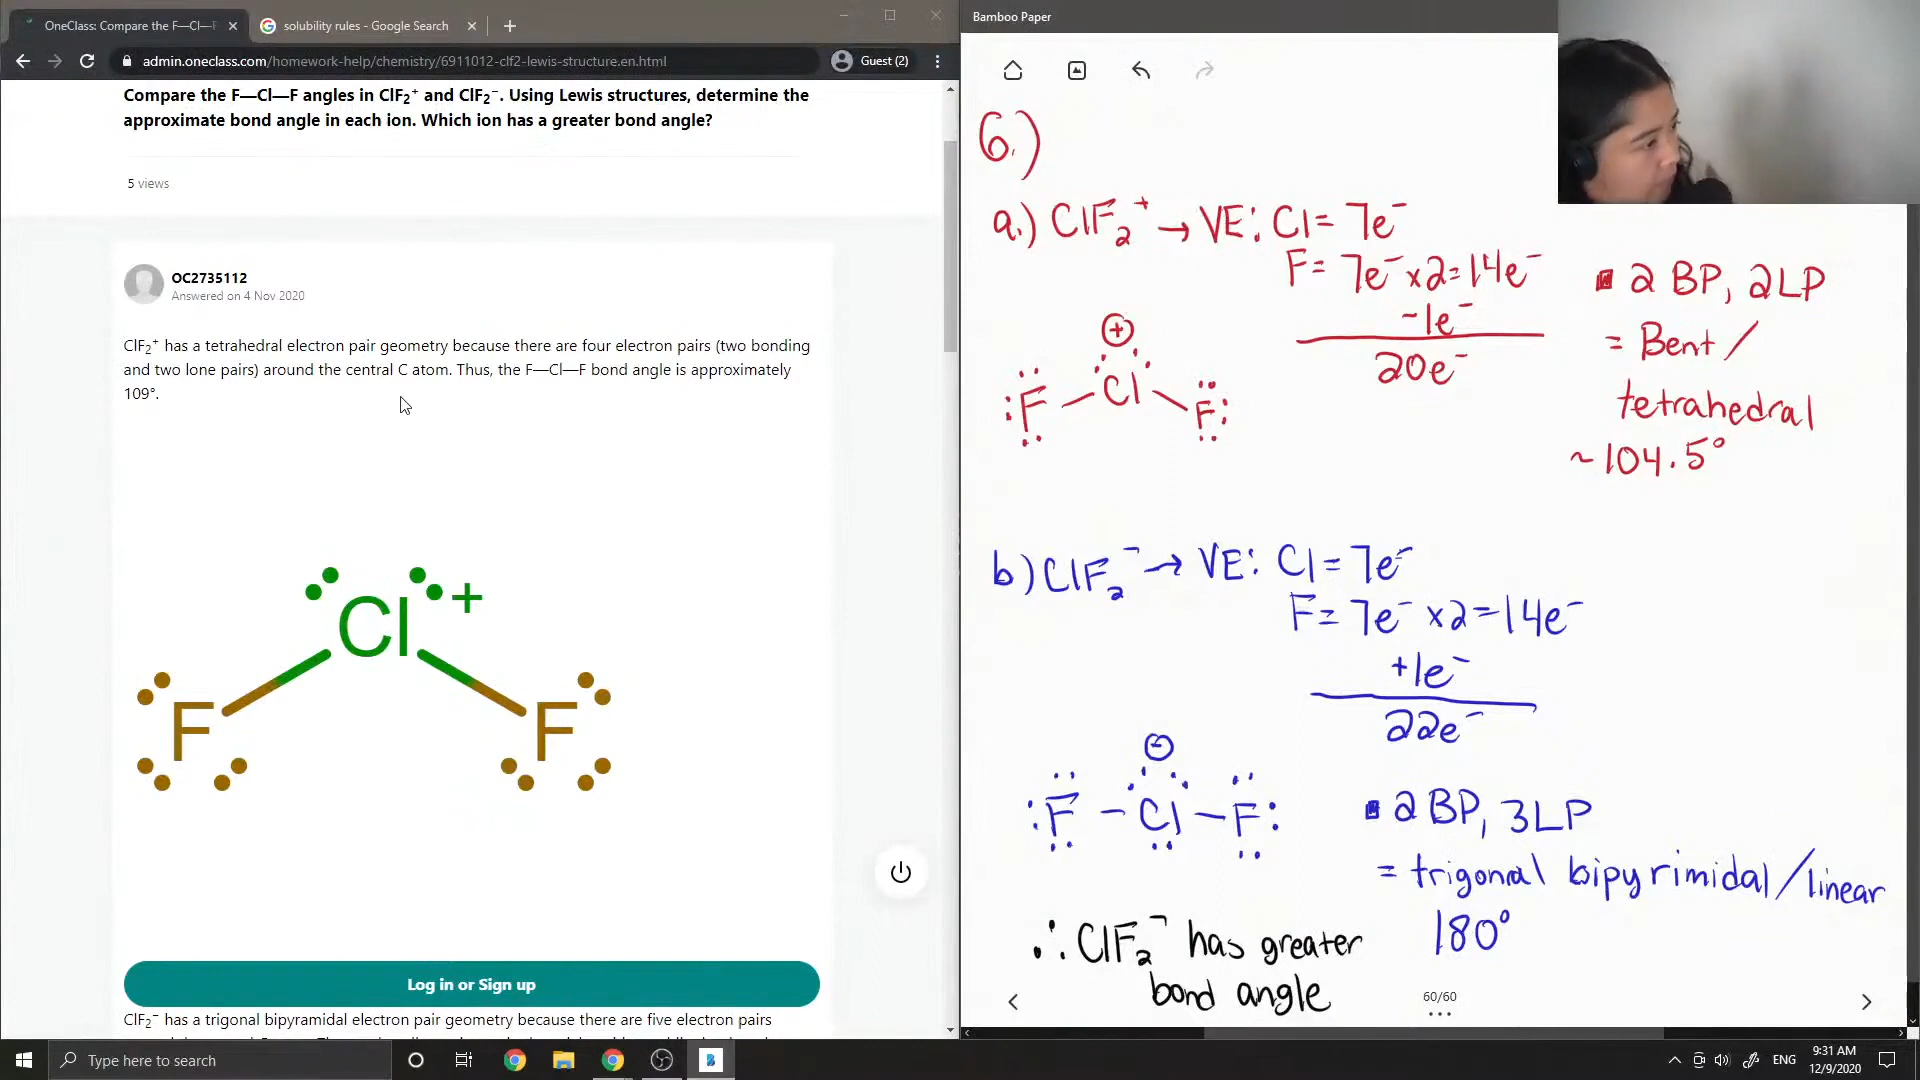 OneClass: Compare the F—Cl—F
solubility rules - Google Search
admin.oneclass.com/homework-help/chemistry/6911012-clf2-lewis-structure.en.html
Guest (2)
Compare the F—Cl—F angles in ClF₂⁺ and ClF₂⁻. Using Lewis structures, determine the
approximate bond angle in each ion. Which ion has a greater bond angle?
5 views
OC2735112
Answered on 4 Nov 2020
ClF₂⁺ has a tetrahedral electron pair geometry because there are four electron pairs (two bonding
and two lone pairs) around the central C atom. Thus, the F—Cl—F bond angle is approximately
109°.
Cl +
F F
Log in or Sign up
ClF₂⁻ has a trigonal bipyramidal electron pair geometry because there are five electron pairs
Bamboo Paper
6.)
a.) ClF₂⁺ → VE: Cl = 7e⁻
F = 7e⁻ x2 = 14e⁻
-1e⁻
20e⁻
⊕
:F — Cl — F:
2 BP, 2LP
= Bent /
tetrahedral
~104.5°
b) ClF₂⁻ → VE: Cl = 7e⁻
F = 7e⁻ x2 = 14e⁻
+1e⁻
22e⁻
⊖
:F — Cl — F:
2 BP, 3LP
= trigonal bipyrimidal/linear
180°
∴ ClF₂⁻ has greater
bond angle
60/60
Type here to search
ENG
9:31 AM
12/9/2020